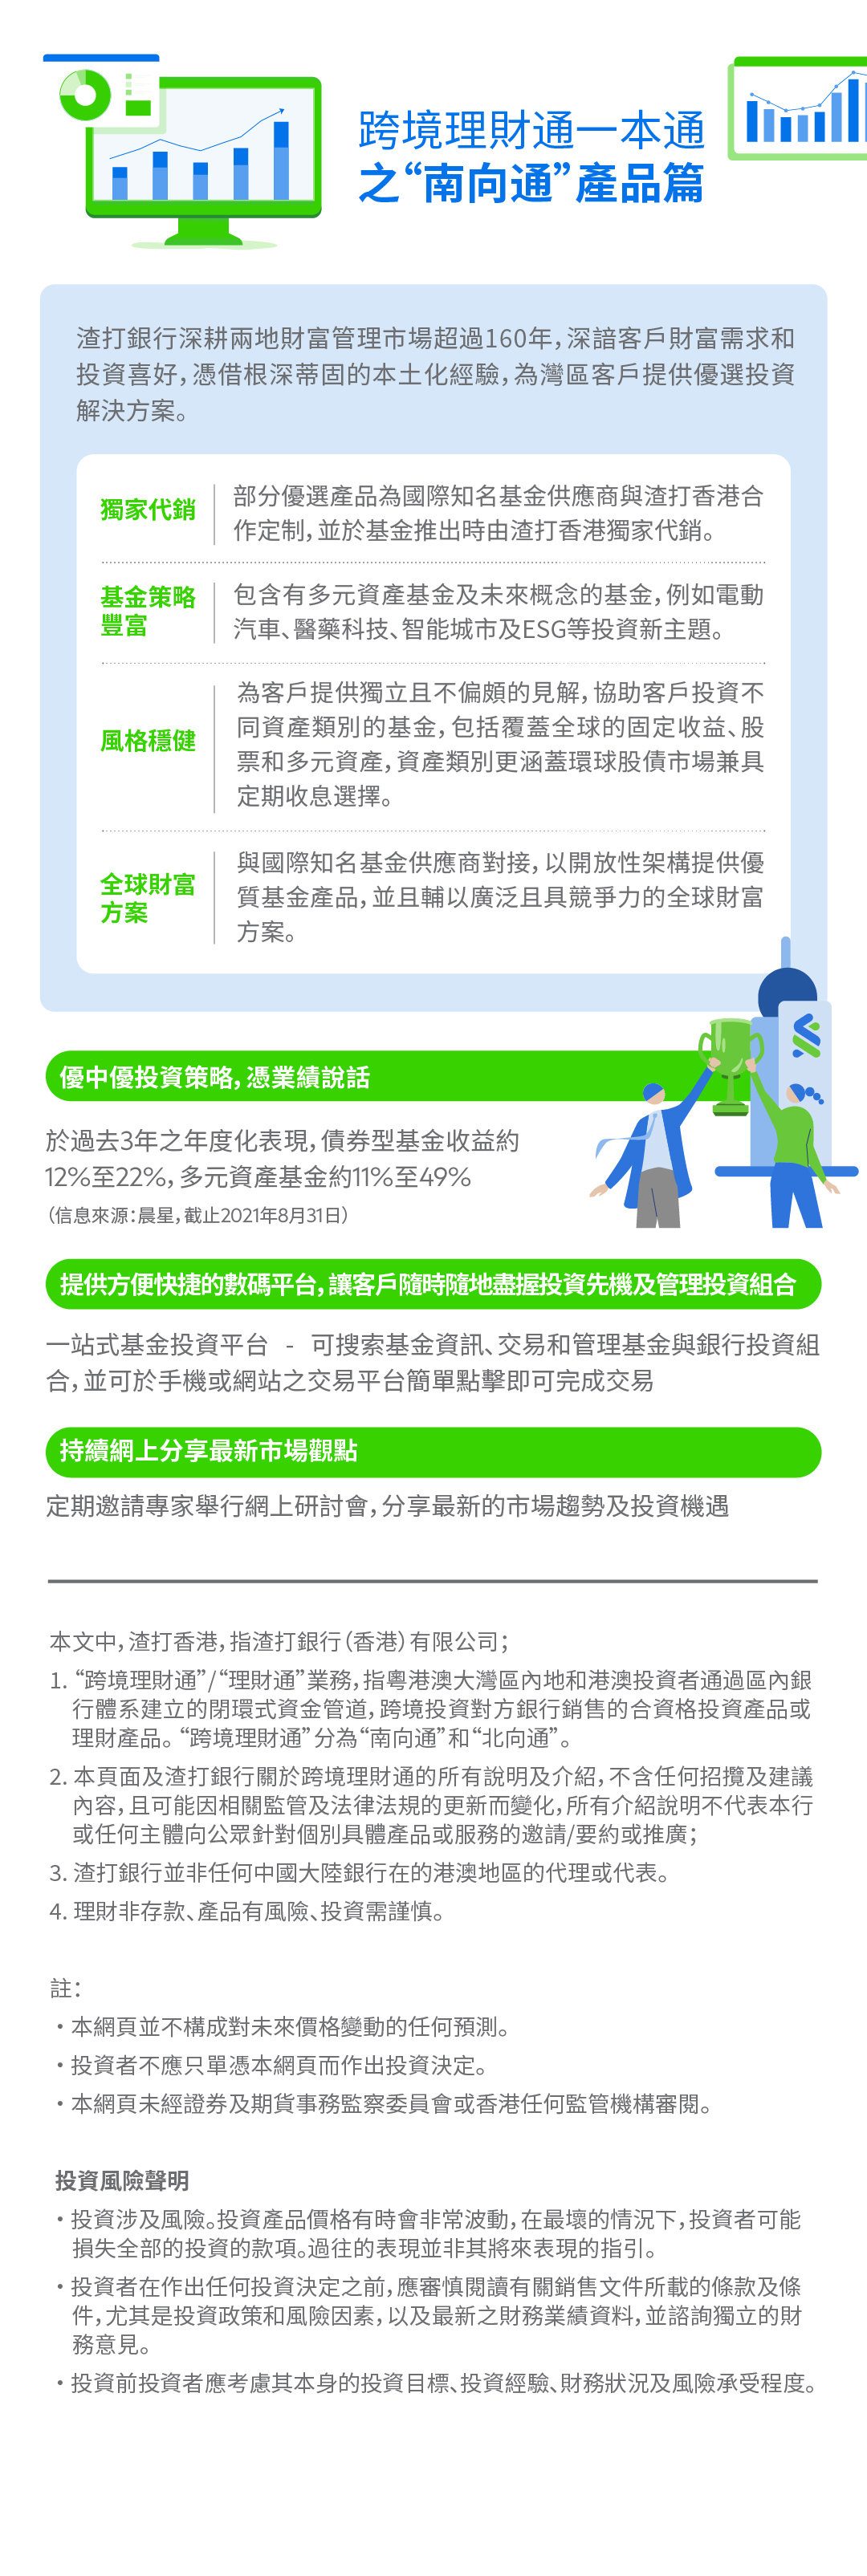 跨境理財通一本通
之“南向通”產品篇
渣打銀行深耕兩地財富管理市場超過160年，深諳客戶財富需求和
投資喜好，憑借根深蒂固的本土化經驗，為灣區客戶提供優選投資
解決方案。
獨家代銷
部分優選產品為國際知名基金供應商與渣打香港合
作定制，並於基金推出時由渣打香港獨家代銷。
基金策略
豐富
包含有多元資產基金及未來概念的基金，例如電動
汽車、醫藥科技、智能城市及ESG等投資新主題。
風格穩健
為客戶提供獨立且不偏頗的見解，協助客戶投資不
同資產類別的基金，包括覆蓋全球的固定收益、股
票和多元資產，資產類別更涵蓋環球股債市場兼具
定期收息選擇。
全球財富
方案
與國際知名基金供應商對接，以開放性架構提供優
質基金產品，並且輔以廣泛且具競爭力的全球財富
方案。
優中優投資策略，憑業績說話
於過去3年之年度化表現，債券型基金收益約
12%至22%，多元資產基金約11%至49%
（信息來源：晨星，截止2021年8月31日）
提供方便快捷的數碼平台，讓客戶隨時隨地盡握投資先機及管理投資組合
一站式基金投資平台 - 可搜索基金資訊、交易和管理基金與銀行投資組
合，並可於手機或網站之交易平台簡單點擊即可完成交易
持續網上分享最新市場觀點
定期邀請專家舉行網上研討會，分享最新的市場趨勢及投資機遇
本文中，渣打香港，指渣打銀行（香港）有限公司；
1. “跨境理財通”/“理財通”業務，指粵港澳大灣區內地和港澳投資者通過區內銀
行體系建立的閉環式資金管道，跨境投資對方銀行銷售的合資格投資產品或
理財產品。“跨境理財通”分為“南向通”和“北向通”。
2. 本頁面及渣打銀行關於跨境理財通的所有說明及介紹，不含任何招攬及建議
內容，且可能因相關監管及法律法規的更新而變化，所有介紹說明不代表本行
或任何主體向公眾針對個別具體產品或服務的邀請/要約或推廣；
3. 渣打銀行並非任何中國大陸銀行在的港澳地區的代理或代表。
4. 理財非存款、產品有風險、投資需謹慎。
註：
• 本網頁並不構成對未來價格變動的任何預測。
• 投資者不應只單憑本網頁而作出投資決定。
• 本網頁未經證券及期貨事務監察委員會或香港任何監管機構審閱。
投資風險聲明
• 投資涉及風險。投資產品價格有時會非常波動，在最壞的情況下，投資者可能
損失全部的投資的款項。過往的表現並非其將來表現的指引。
• 投資者在作出任何投資決定之前，應審慎閱讀有關銷售文件所載的條款及條
件，尤其是投資政策和風險因素，以及最新之財務業績資料，並諮詢獨立的財
務意見。
• 投資前投資者應考慮其本身的投資目標、投資經驗、財務狀況及風險承受程度。